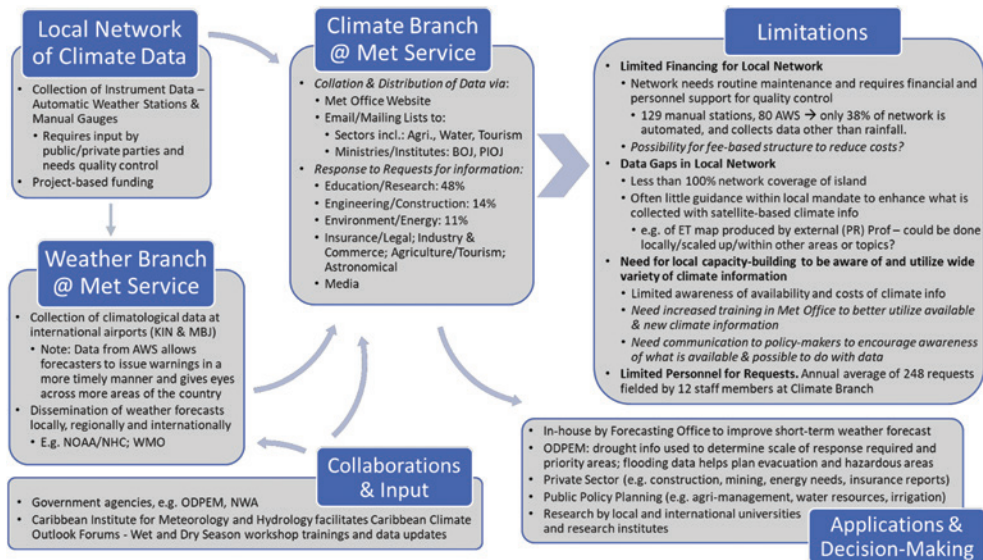 Local Network
of Climate Data
• Collection of Instrument Data –
Automatic Weather Stations &
Manual Gauges
• Requires input by
public/private parties and
needs quality control
• Project-based funding
Climate Branch
@ Met Service
• Collation & Distribution of Data via:
• Met Office Website
• Email/Mailing Lists to:
• Sectors incl.: Agri., Water, Tourism
• Ministries/Institutes: BOJ, PIOJ
• Response to Requests for information:
• Education/Research: 48%
• Engineering/Construction: 14%
• Environment/Energy: 11%
• Insurance/Legal; Industry &
Commerce; Agriculture/Tourism;
Astronomical
• Media
Limitations
• Limited Financing for Local Network
• Network needs routine maintenance and requires financial and
personnel support for quality control
• 129 manual stations, 80 AWS → only 38% of network is
automated, and collects data other than rainfall.
• Possibility for fee-based structure to reduce costs?
• Data Gaps in Local Network
• Less than 100% network coverage of island
• Often little guidance within local mandate to enhance what is
collected with satellite-based climate info
• e.g. of ET map produced by external (PR) Prof – could be done
locally/scaled up/within other areas or topics?
• Need for local capacity-building to be aware of and utilize wide
variety of climate information
• Limited awareness of availability and costs of climate info
• Need increased training in Met Office to better utilize available
& new climate information
• Need communication to policy-makers to encourage awareness
of what is available & possible to do with data
• Limited Personnel for Requests. Annual average of 248 requests
fielded by 12 staff members at Climate Branch
Weather Branch
@ Met Service
• Collection of climatological data at
international airports (KIN & MBJ)
• Note: Data from AWS allows
forecasters to issue warnings in a
more timely manner and gives eyes
across more areas of the country
• Dissemination of weather forecasts
locally, regionally and internationally
• E.g. NOAA/NHC; WMO
Collaborations
& Input
• Government agencies, e.g. ODPEM, NWA
• Caribbean Institute for Meteorology and Hydrology facilitates Caribbean Climate
Outlook Forums - Wet and Dry Season workshop trainings and data updates
• In-house by Forecasting Office to improve short-term weather forecast
• ODPEM: drought info used to determine scale of response required and
priority areas; flooding data helps plan evacuation and hazardous areas
• Private Sector (e.g. construction, mining, energy needs, insurance reports)
• Public Policy Planning (e.g. agri-management, water resources, irrigation)
• Research by local and international universities
and research institutes
Applications &
Decision-Making